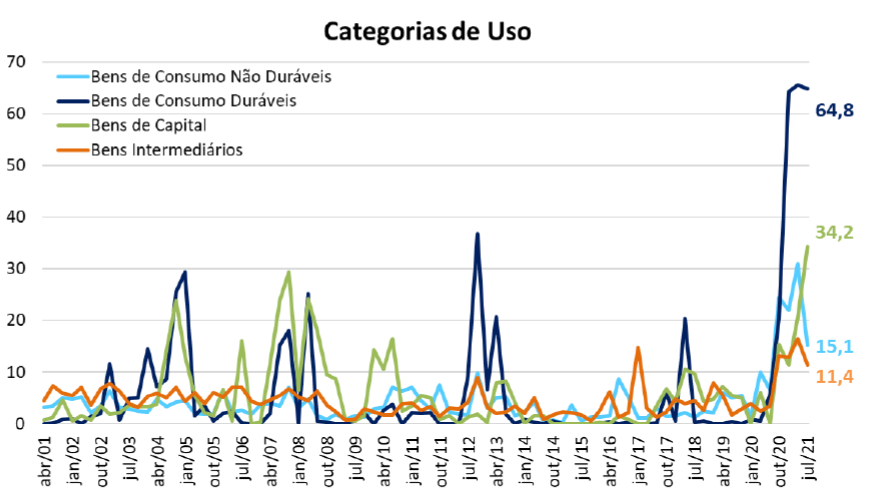 Categorias de Uso
70
60
50
40
30
20
10
0
Bens de Consumo Não Duráveis
Bens de Consumo Duráveis
Bens de Capital
Bens Intermediários
64,8
34,2
15,1
11,4
abr/01
jan/02
out/02
jul/03
abr/04
jan/05
out/05
jul/06
abr/07
jan/08
out/08
jul/09
abr/10
jan/11
out/11
jul/12
abr/13
jan/14
out/14
jul/15
abr/16
jan/17
out/17
jul/18
abr/19
jan/20
out/20
jul/21